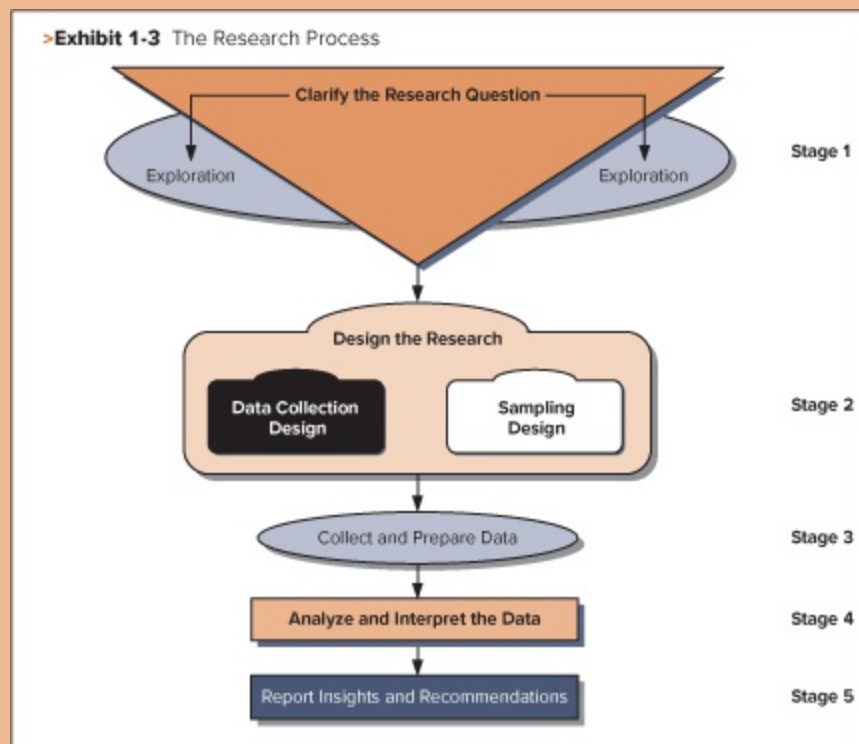 >Exhibit 1-3 The Research Process
Clarify the Research Question
Exploration
Exploration
Stage 1
Design the Research
Data Collection
Design
Sampling
Design
Stage 2
Collect and Prepare Data
Stage 3
Analyze and Interpret the Data
Stage 4
Report Insights and Recommendations
Stage 5